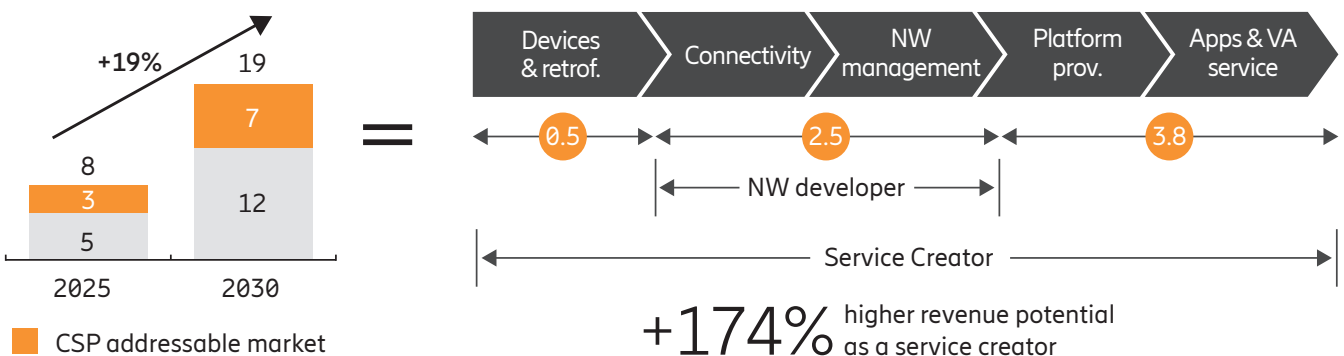 +19%
19
7
12
8
3
5
2025
2030
CSP addressable market
=
Devices
& retrof.
Connectivity
NW
management
Platform
prov.
Apps & VA
service
0.5
2.5
3.8
NW developer
Service Creator
+174%
higher revenue potential
as a service creator